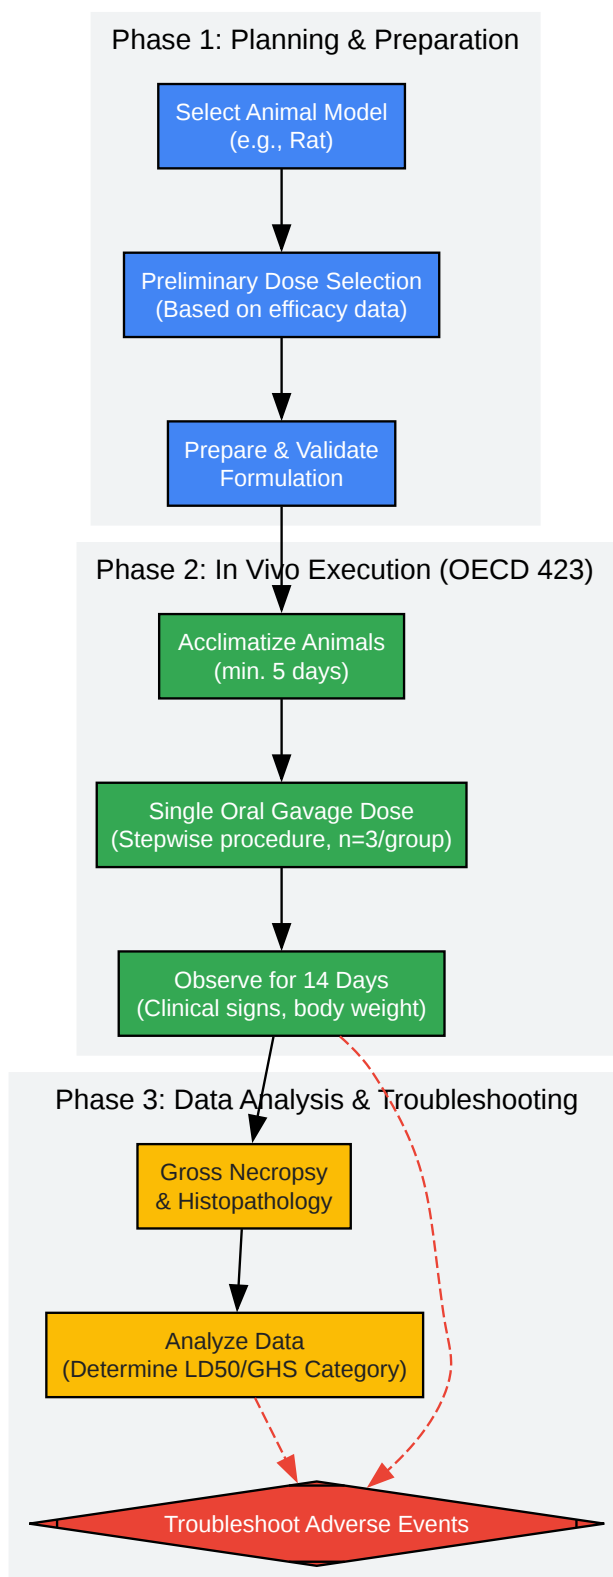 Phase 1: Planning & Preparation
Select Animal Model
(e.g., Rat)
Preliminary Dose Selection
(Based on efficacy data)
Prepare & Validate
Formulation
Phase 2: In Vivo Execution (OECD 423)
Acclimatize Animals
(min. 5 days)
Single Oral Gavage Dose
(Stepwise procedure, n=3/group)
Observe for 14 Days
(Clinical signs, body weight)
Phase 3: Data Analysis & Troubleshooting
Gross Necropsy
& Histopathology
Analyze Data
(Determine LD50/GHS Category)
Troubleshoot Adverse Events